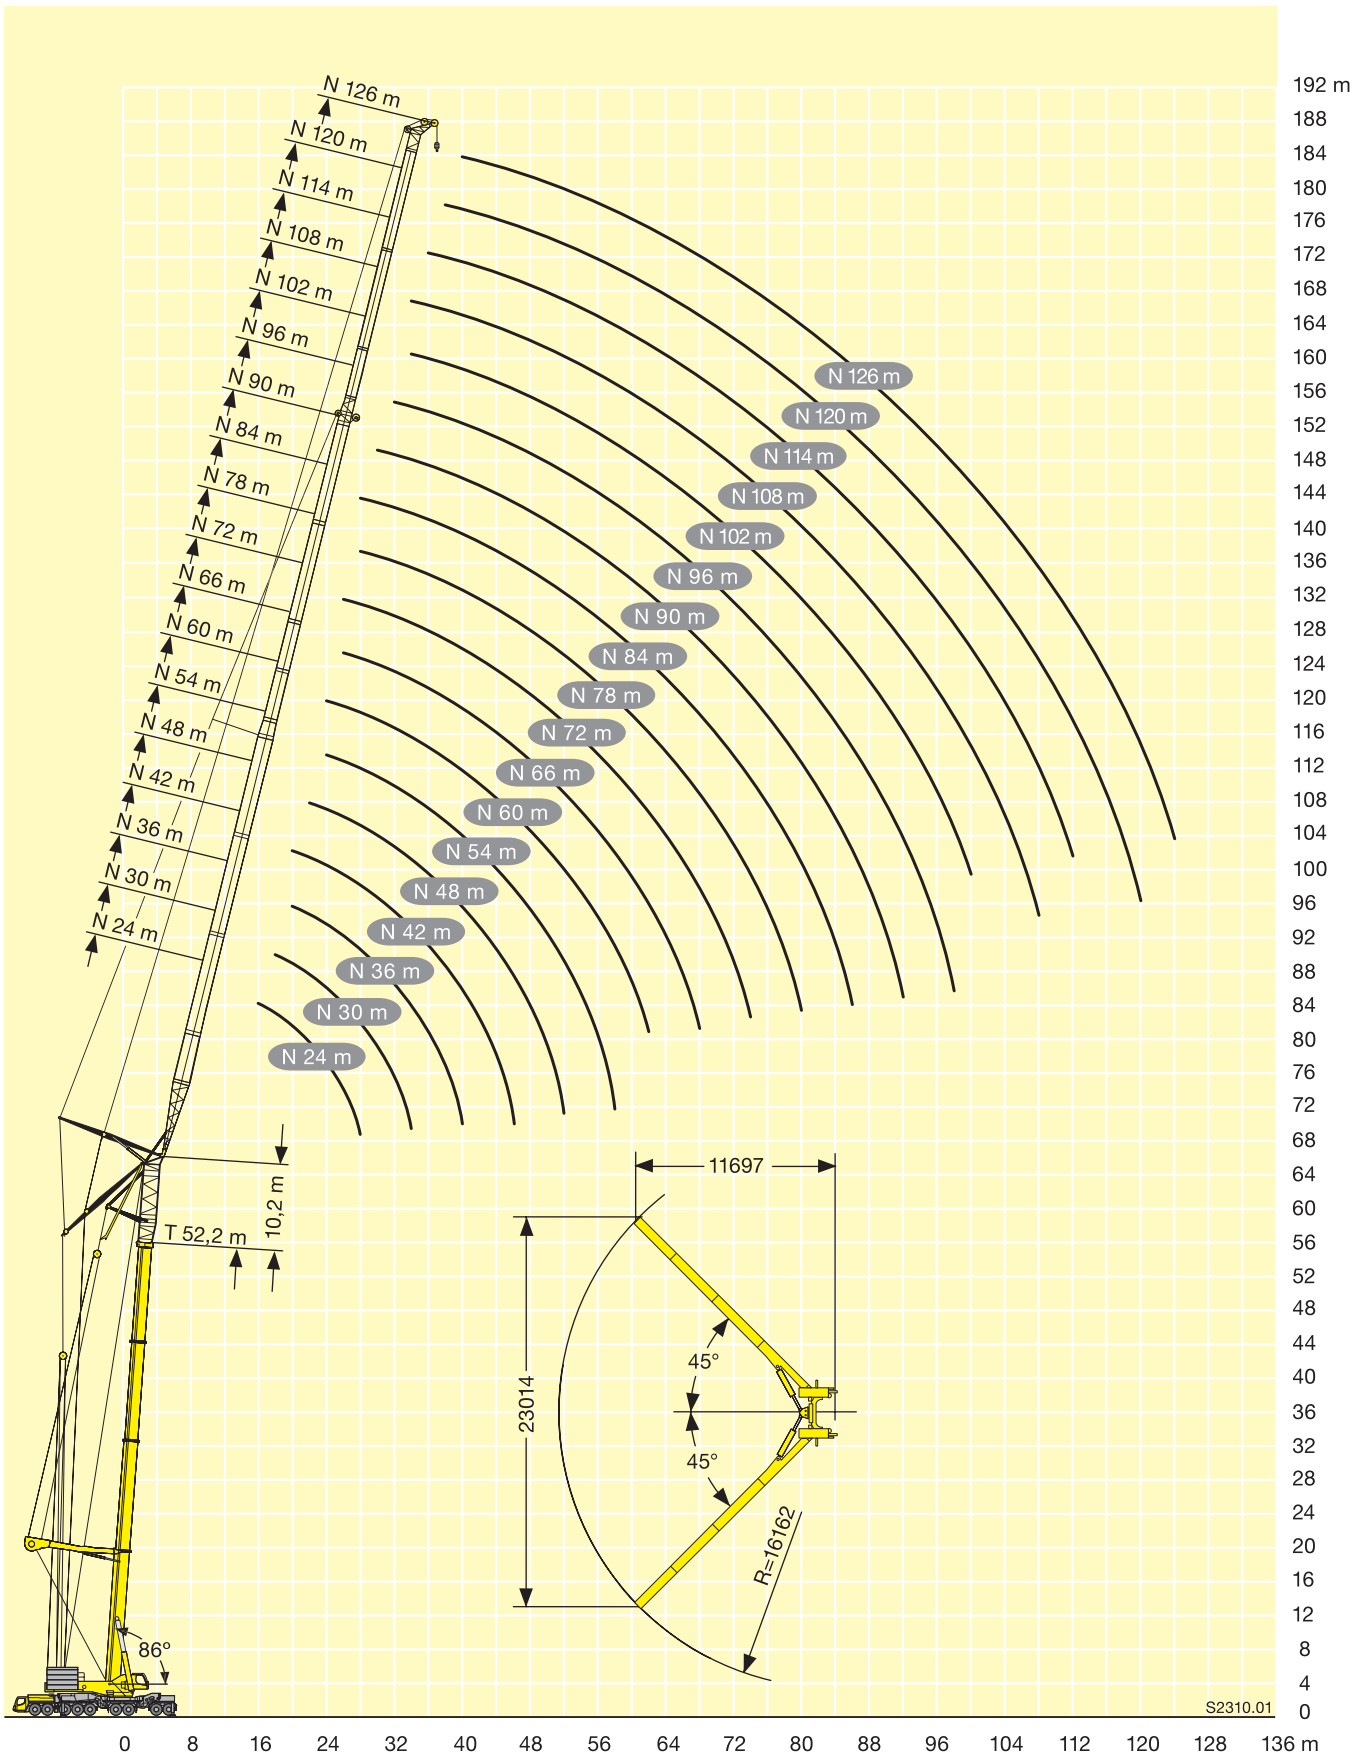 N 126 m
N 120 m
N 114 m
N 108 m
N 102 m
N 96 m
N 90 m
N 84 m
N 78 m
N 72 m
N 66 m
N 60 m
N 54 m
N 48 m
N 42 m
N 36 m
N 30 m
N 24 m
N 126 m
N 120 m
N 114 m
N 108 m
N 102 m
N 96 m
N 90 m
N 84 m
N 78 m
N 72 m
N 66 m
N 60 m
N 54 m
N 48 m
N 42 m
N 36 m
N 30 m
N 24 m
192 m
188
184
180
176
172
168
164
160
156
152
148
144
140
136
132
128
124
120
116
112
108
104
100
96
92
88
84
80
76
72
68
64
60
56
52
48
44
40
36
32
28
24
20
16
12
8
4
0
10,2 m
T 52,2 m
86°
11697
23014
45°
45°
R=16162
S2310.01
0 8 16 24 32 40 48 56 64 72 80 88 96 104 112 120 128 136 m